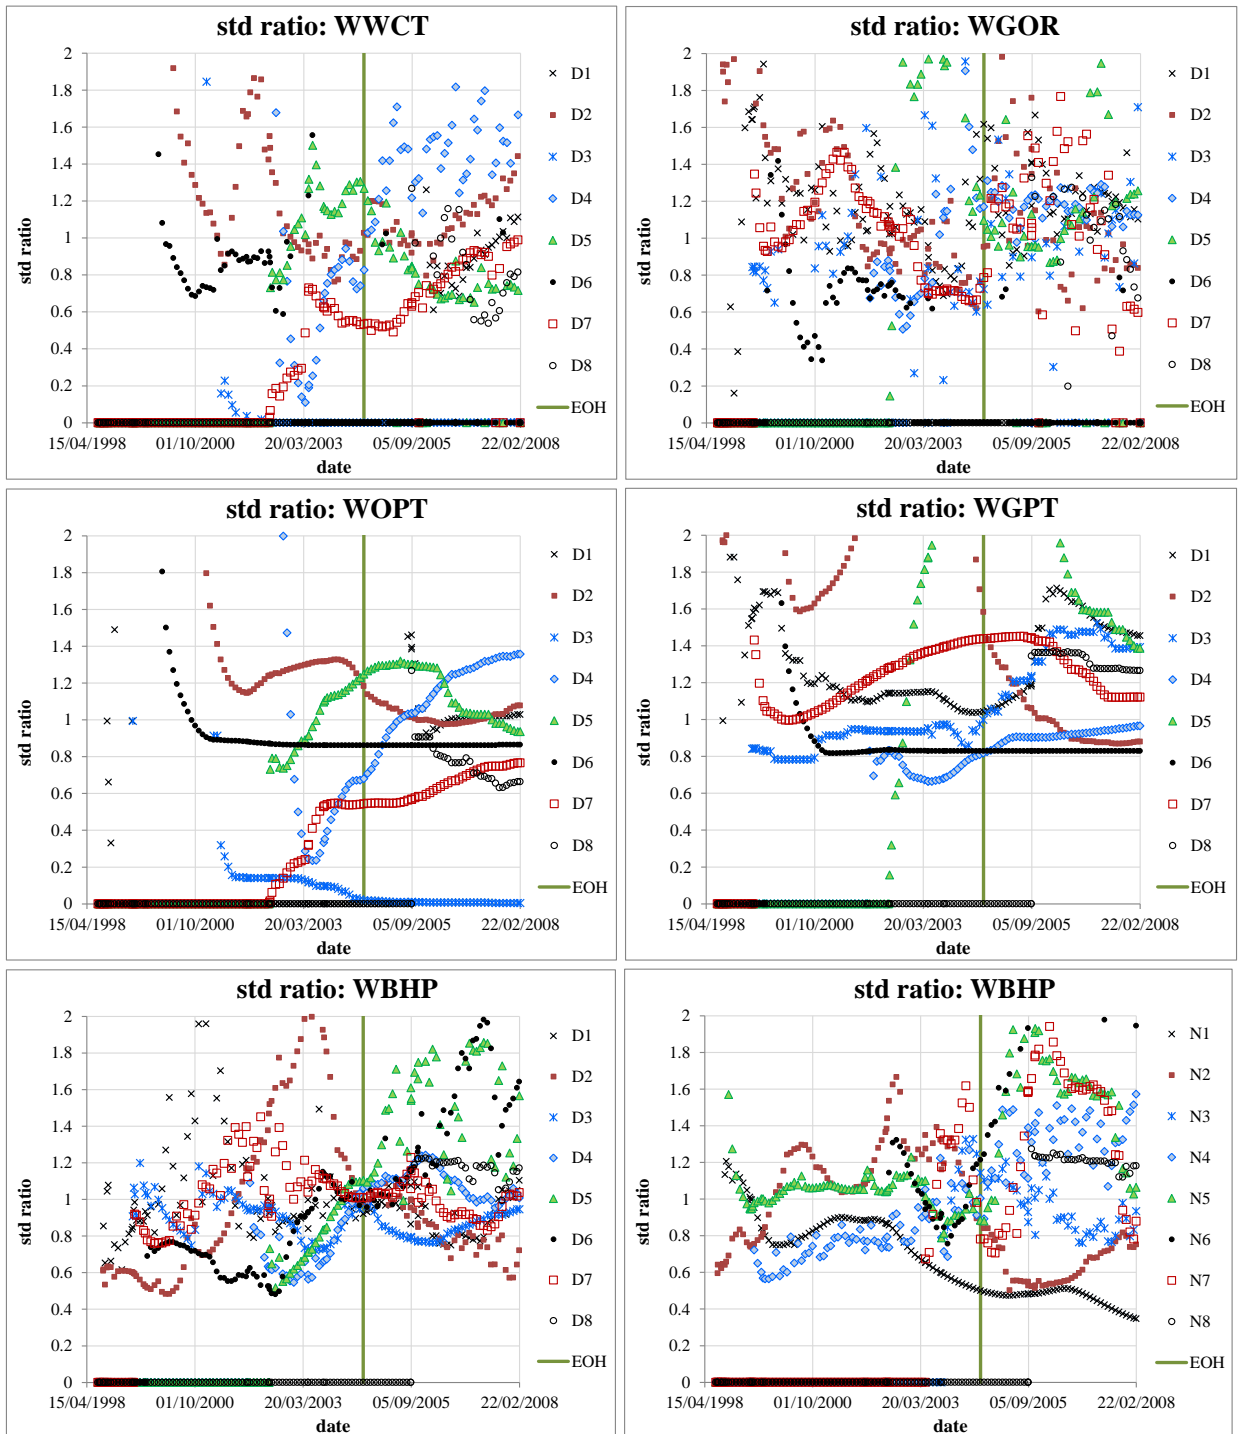 std ratio: WWCT
2
1.8
1.6
1.4
1.2
1
0.8
0.6
0.4
0.2
0
std ratio
15/04/1998 01/10/2000 20/03/2003 05/09/2005 22/02/2008
date
D1
D2
D3
D4
D5
D6
D7
D8
EOH
std ratio: WGOR
2
1.8
1.6
1.4
1.2
1
0.8
0.6
0.4
0.2
0
std ratio
15/04/1998 01/10/2000 20/03/2003 05/09/2005 22/02/2008
date
D1
D2
D3
D4
D5
D6
D7
D8
EOH
std ratio: WOPT
2
1.8
1.6
1.4
1.2
1
0.8
0.6
0.4
0.2
0
std ratio
15/04/1998 01/10/2000 20/03/2003 05/09/2005 22/02/2008
date
D1
D2
D3
D4
D5
D6
D7
D8
EOH
std ratio: WGPT
2
1.8
1.6
1.4
1.2
1
0.8
0.6
0.4
0.2
0
std ratio
15/04/1998 01/10/2000 20/03/2003 05/09/2005 22/02/2008
date
D1
D2
D3
D4
D5
D6
D7
D8
EOH
std ratio: WBHP
2
1.8
1.6
1.4
1.2
1
0.8
0.6
0.4
0.2
0
std ratio
15/04/1998 01/10/2000 20/03/2003 05/09/2005 22/02/2008
date
D1
D2
D3
D4
D5
D6
D7
D8
EOH
std ratio: WBHP
2
1.8
1.6
1.4
1.2
1
0.8
0.6
0.4
0.2
0
std ratio
15/04/1998 01/10/2000 20/03/2003 05/09/2005 22/02/2008
date
N1
N2
N3
N4
N5
N6
N7
N8
EOH